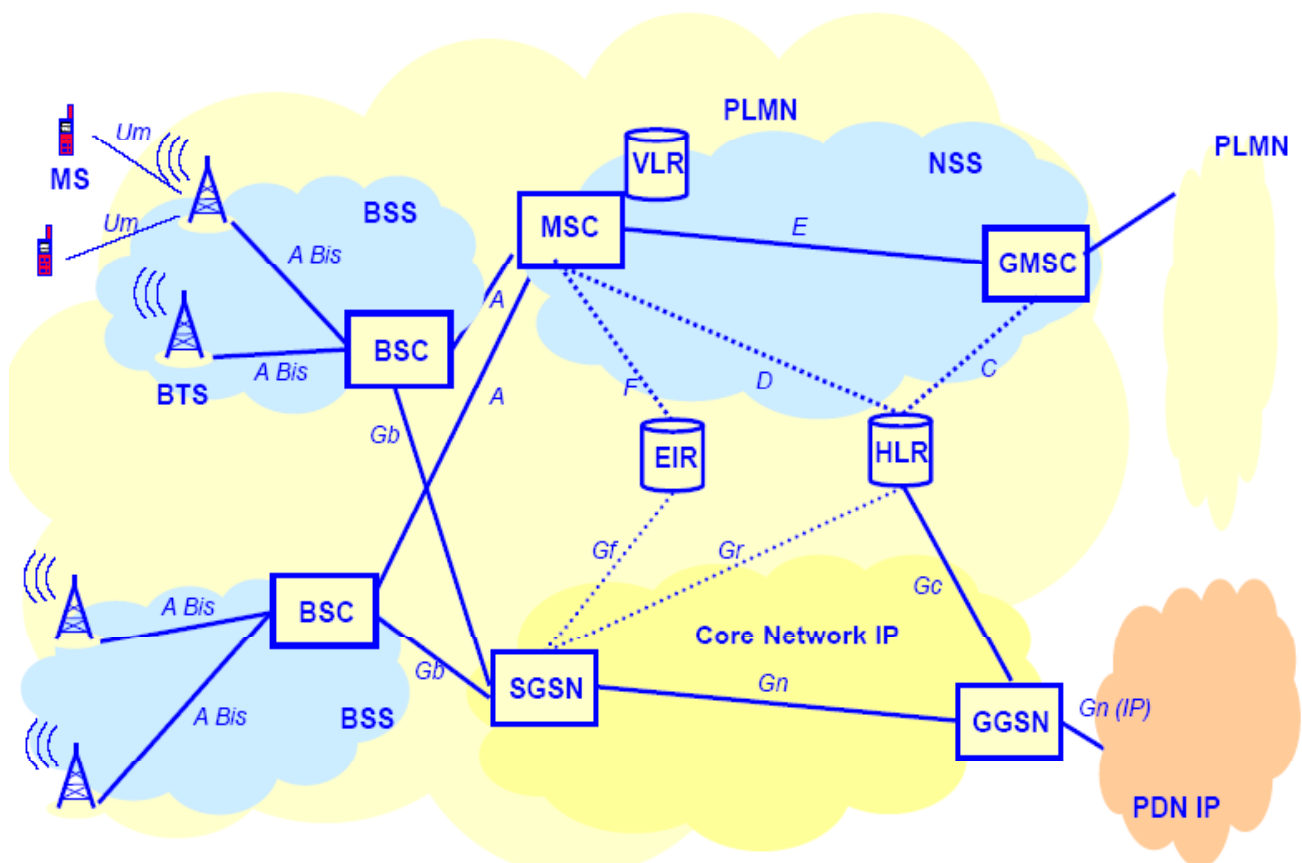 PLMN
Um
MS
VLR
NSS
PLMN
BSS
MSC
E
Um
A Bis
GMSC
A
BSC
A Bis
BTS
A
F
D
C
Gb
EIR
HLR
Gf
Gr
Gc
A Bis
BSC
Core Network IP
Gb
SGSN
Gn
A Bis
BSS
GGSN
Gn (IP)
PDN IP